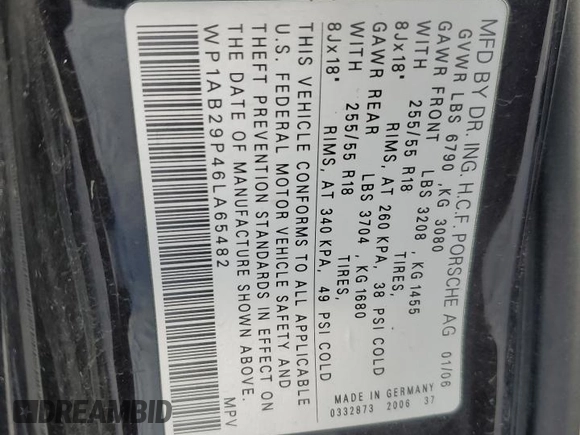 MFD BY DR. ING. H.C.F. PORSCHE AG 01/06
GVWR LBS 6790 ,KG 3080
GAWR FRONT LBS 3208 ,KG1455
WITH 255/55 R18 TIRES,
8Jx18" RIMS, AT 260 KPA, 38 PSI COLD
GAWR REAR LBS 3704 ,KG1680
WITH 255/55 R18 TIRES,
8Jx18" RIMS, AT 340 KPA, 49 PSI COLD
THIS VEHICLE CONFORMS TO ALL APPLICABLE
U.S. FEDERAL MOTOR VEHICLE SAFETY AND
THEFT PREVENTION STANDARDS IN EFFECT ON
THE DATE OF MANUFACTURE SHOWN ABOVE.
WP1AB29P46LA65482 MPV
MADE IN GERMANY
0332873 2006 37
DREAMBID